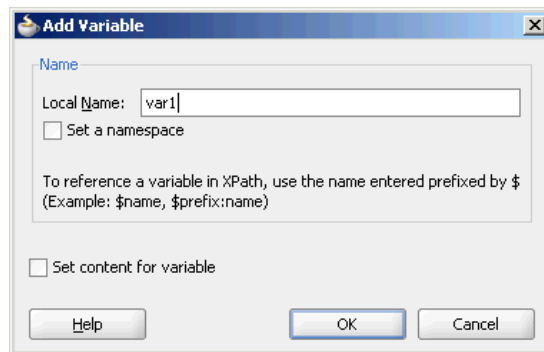 Add Variable
Name
Local Name: var1
Set a namespace
To reference a variable in XPath, use the name entered prefixed by $
(Example: $name, $prefix:name)
Set content for variable
Help OK Cancel